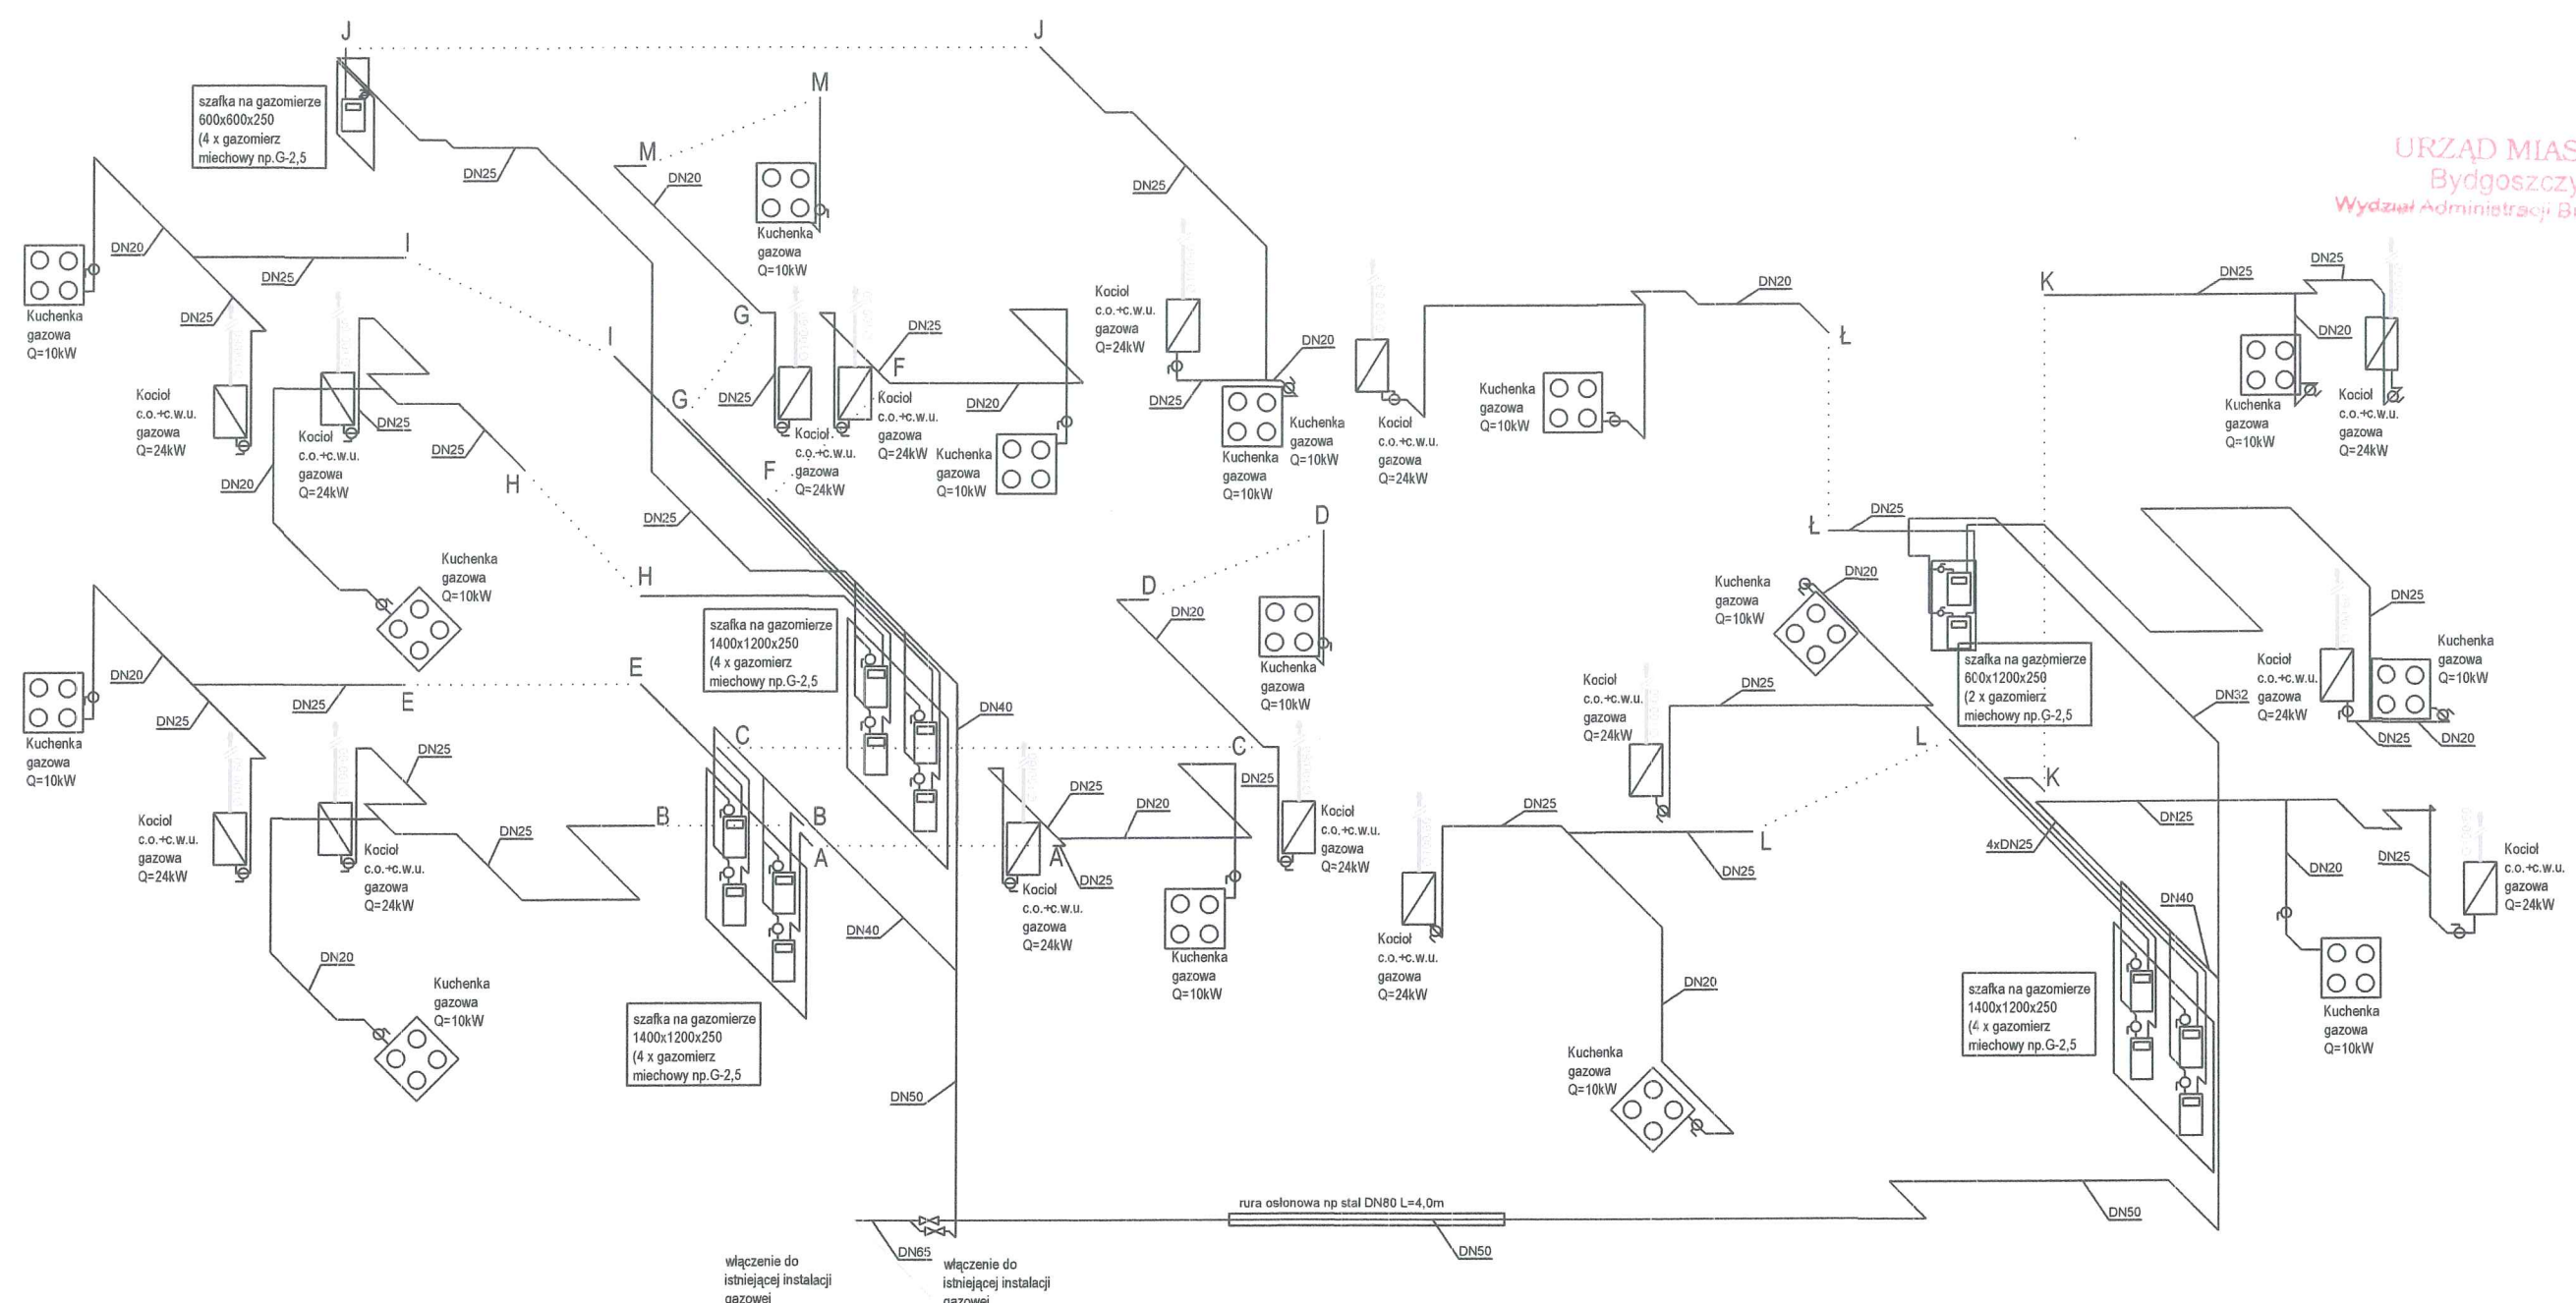 J
J
M
szafka na gazomierze
600x600x250
(4 x gazomierz
miechowy np.G-2,5
URZĄD MIAS
Bydgoszczy
Wydział Administracji Bu
M
DN20
DN25
DN25
Kuchenka
gazowa
Q=10kW
DN20
I
DN25
Kuchenka
gazowa
Q=10kW
DN25
Kocioł
c.o.+c.w.u.
gazowa
Q=24kW
DN25
H
DN20
Kocioł
c.o.+c.w.u.
gazowa
Q=24kW
DN25
Kuchenka
gazowa
Q=10kW
I
G
G
DN25
F
DN25
F
DN20
Kocioł
c.o.+c.w.u.
gazowa
Q=24kW
Kocioł
c.o.+c.w.u.
gazowa
Q=24kW
Kuchenka
gazowa
Q=10kW
DN25
Kocioł
c.o.+c.w.u.
gazowa
Q=24kW
DN20
DN25
Kuchenka
gazowa
Q=10kW
Kuchenka
gazowa
Q=10kW
Kocioł
c.o.+c.w.u.
gazowa
Q=24kW
Kuchenka
gazowa
Q=10kW
DN20
Ł
K
DN25
DN25
DN20
Kuchenka
gazowa
Q=10kW
Kocioł
c.o.+c.w.u.
gazowa
Q=24kW
Ł
DN25
H
szafka na gazomierze
1400x1200x250
(4 x gazomierz
miechowy np.G-2,5
D
D
DN20
Kuchenka
gazowa
Q=10kW
Kuchenka
gazowa
Q=10kW
DN20
szafka na gazomierze
600x1200x250
(2 x gazomierz
miechowy np.G-2,5
DN32
DN25
Kuchenka
gazowa
Q=10kW
Kocioł
c.o.+c.w.u.
gazowa
Q=24kW
DN25
DN20
DN20
DN25
DN25
E
E
Kuchenka
gazowa
Q=10kW
Kocioł
c.o.+c.w.u.
gazowa
Q=24kW
DN25
Kocioł
c.o.+c.w.u.
gazowa
Q=24kW
DN25
B
B
C
C
A
A
DN40
DN40
DN20
Kuchenka
gazowa
Q=10kW
szafka na gazomierze
1400x1200x250
(4 x gazomierz
miechowy np.G-2,5
DN25
DN20
DN25
Kocioł
c.o.+c.w.u.
gazowa
Q=24kW
DN25
Kocioł
c.o.+c.w.u.
gazowa
Q=24kW
Kuchenka
gazowa
Q=10kW
Kocioł
c.o.+c.w.u.
gazowa
Q=24kW
DN25
L
DN25
L
DN25
Kocioł
c.o.+c.w.u.
gazowa
Q=24kW
DN20
Kuchenka
gazowa
Q=10kW
K
4xDN25
DN25
DN40
DN20
DN25
Kocioł
c.o.+c.w.u.
gazowa
Q=24kW
Kuchenka
gazowa
Q=10kW
szafka na gazomierze
1400x1200x250
(4 x gazomierz
miechowy np.G-2,5
DN50
rura osłonowa np stal DN80 L=4,0m
DN50
DN50
DN65
włączenie do
istniejącej instalacji
gazowej
włączenie do
istniejącej instalacji
gazowej